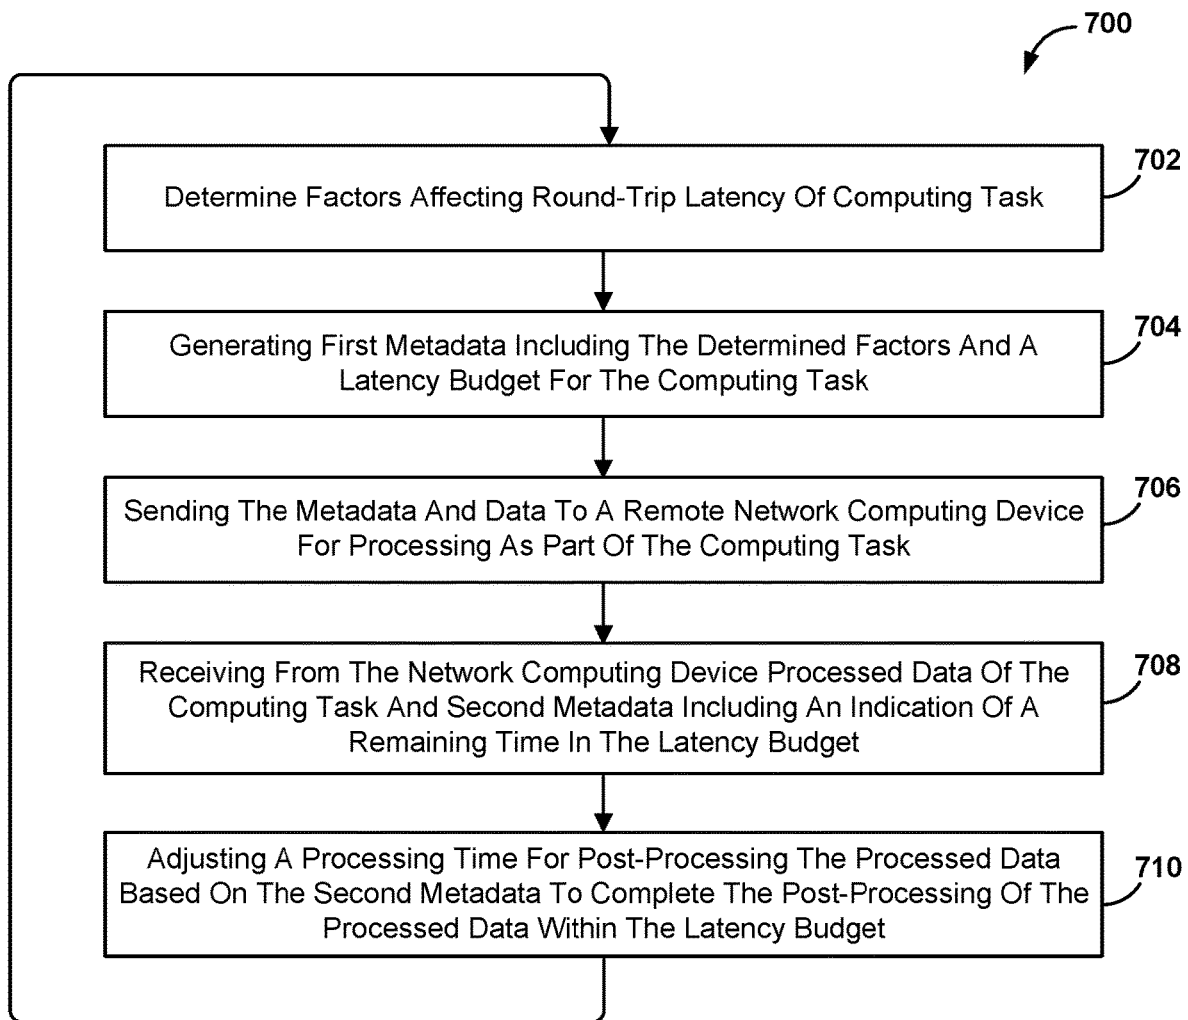 700
702
Determine Factors Affecting Round-Trip Latency Of Computing Task
704
Generating First Metadata Including The Determined Factors And A
Latency Budget For The Computing Task
706
Sending The Metadata And Data To A Remote Network Computing Device
For Processing As Part Of The Computing Task
708
Receiving From The Network Computing Device Processed Data Of The
Computing Task And Second Metadata Including An Indication Of A
Remaining Time In The Latency Budget
710
Adjusting A Processing Time For Post-Processing The Processed Data
Based On The Second Metadata To Complete The Post-Processing Of The
Processed Data Within The Latency Budget